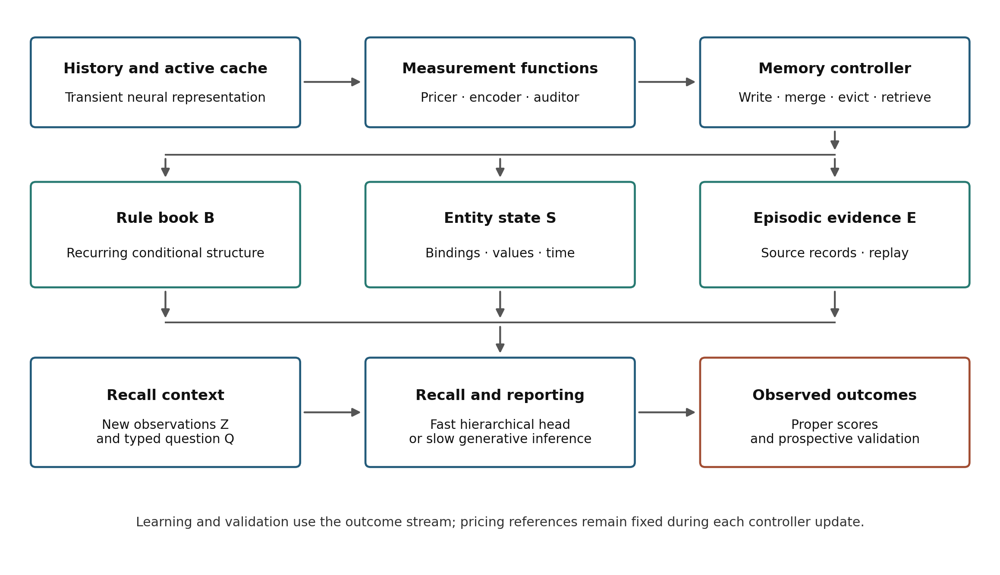 History and active cache
Transient neural representation
Measurement functions
Pricer · encoder · auditor
Memory controller
Write · merge · evict · retrieve
Rule book B
Recurring conditional structure
Entity state S
Bindings · values · time
Episodic evidence E
Source records · replay
Recall context
New observations Z
and typed question Q
Recall and reporting
Fast hierarchical head
or slow generative inference
Observed outcomes
Proper scores
and prospective validation
Learning and validation use the outcome stream; pricing references remain fixed during each controller update.